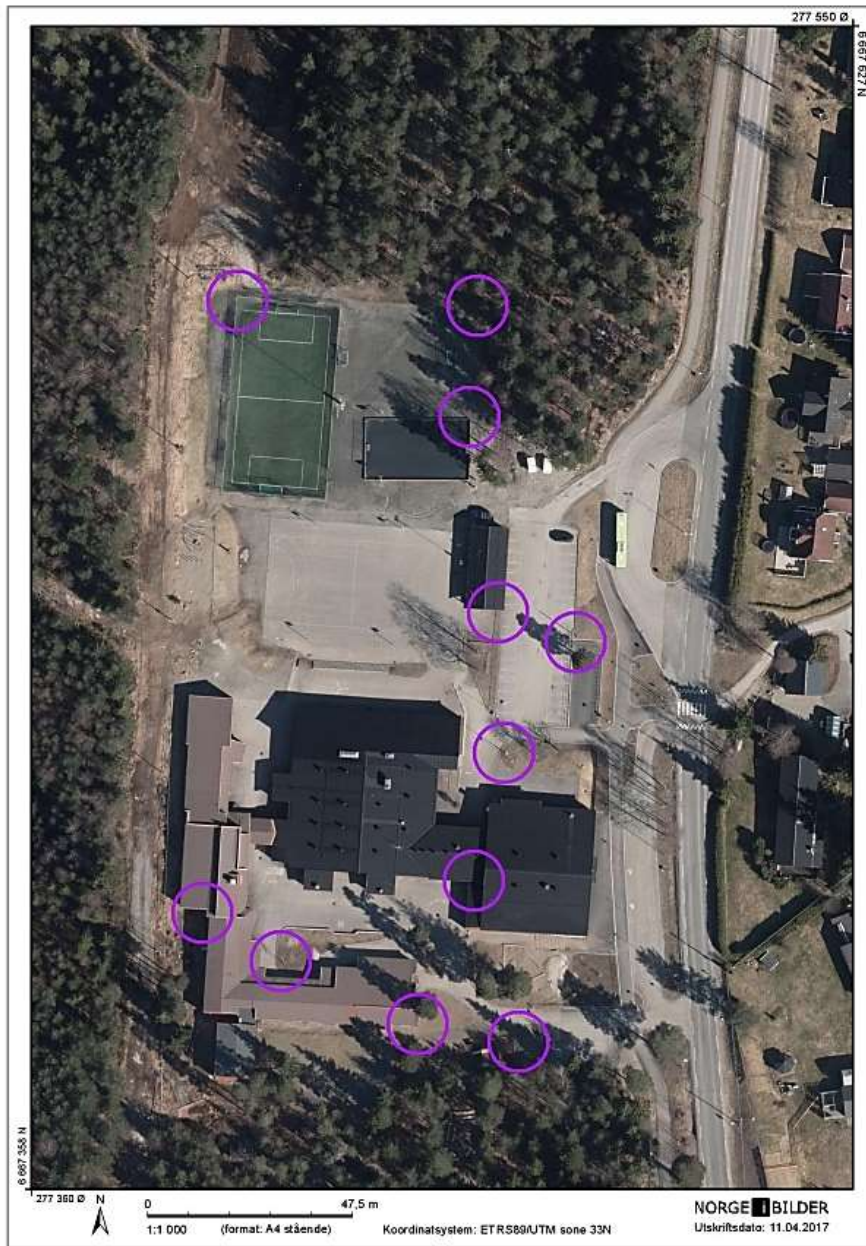 277 550 Ø
6 667 627 N
6 667 358 N
277 360 Ø
N
0 47,5 m
1:1 000 (format: A4 stående)
Koordinatsystem: ETRS89/UTM sone 33N
NORGE i BILDER
Utskriftsdato: 11.04.2017